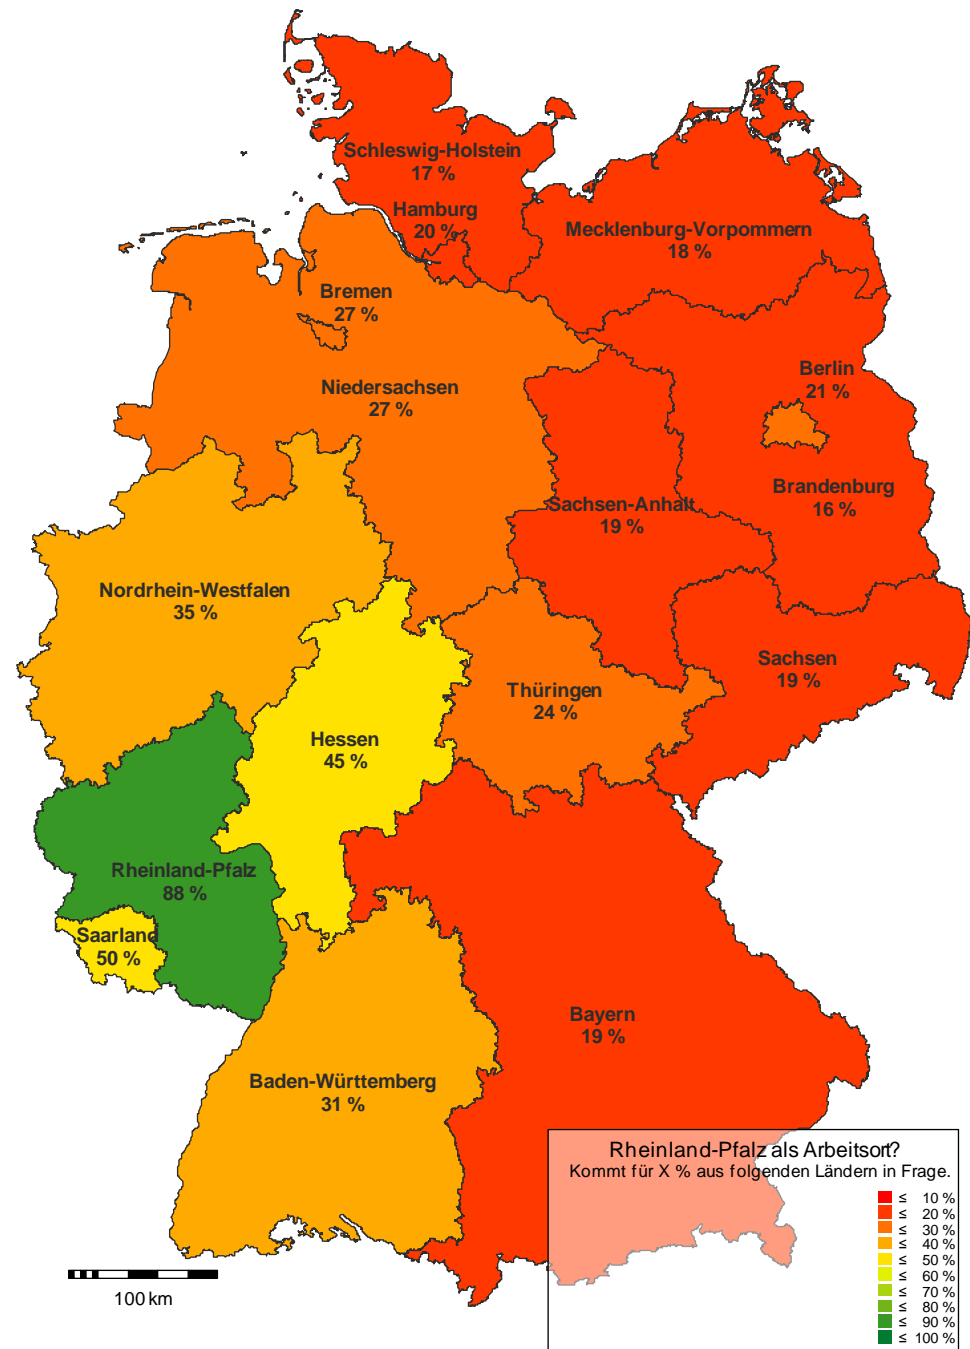 Schleswig-Holstein
17 %
Hamburg
20 %
Mecklenburg-Vorpommern
18 %
Bremen
27 %
Niedersachsen
27 %
Berlin
21 %
Brandenburg
16 %
Sachsen-Anhalt
19 %
Nordrhein-Westfalen
35 %
Sachsen
19 %
Thüringen
24 %
Hessen
45 %
Rheinland-Pfalz
88 %
Saarland
50 %
Bayern
19 %
Baden-Württemberg
31 %
Rheinland-Pfalz als Arbeitsort?
Kommt für X % aus folgenden Ländern in Frage.
≤ 10 %
≤ 20 %
≤ 30 %
≤ 40 %
≤ 50 %
≤ 60 %
≤ 70 %
≤ 80 %
≤ 90 %
≤ 100 %
100 km